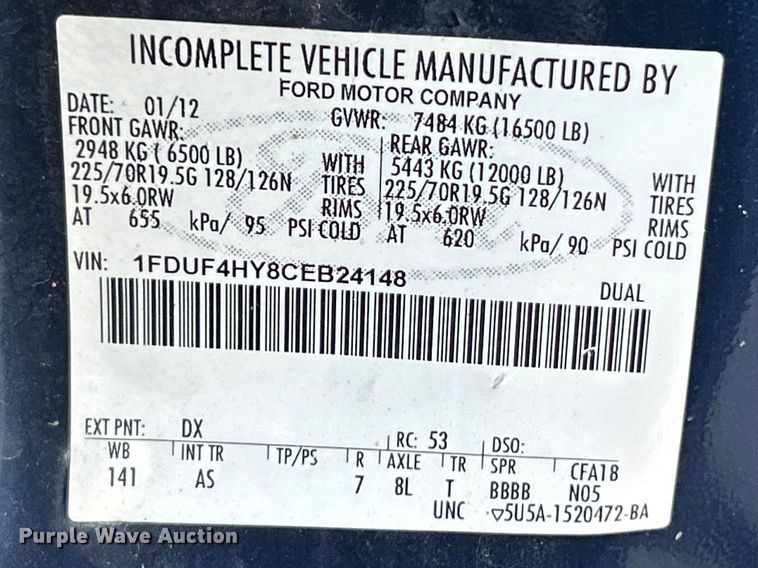 INCOMPLETE VEHICLE MANUFACTURED BY
FORD MOTOR COMPANY
DATE: 01/12 GVWR: 7484 KG (16500 LB)
FRONT GAWR: REAR GAWR:
2948 KG ( 6500 LB) WITH 5443 KG (12000 LB) WITH
225/70R19.5G 128/126N TIRES 225/70R19.5G 128/126N TIRES
19.5x6.0RW RIMS 19.5x6.0RW RIMS
AT 655 kPa/ 95 PSI COLD AT 620 kPa/ 90 PSI COLD
VIN: 1FDUF4HY8CEB24148 DUAL
EXT PNT: DX RC: 53 DSO:
WB INT TR TP/PS R AXLE TR SPR CFA18
141 AS 7 8L T BBBB N05
UNC ▽5U5A-1520472-BA
Purple Wave Auction